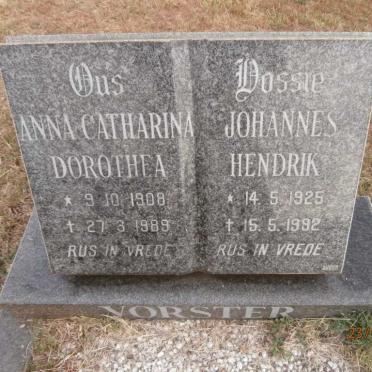 Ous
ANNA CATHARINA
DOROTHEA
* 9.10.1908
† 27.3.1989
RUS IN VREDE
Dossie
JOHANNES
HENDRIK
* 14.5.1925
† 15.5.1992
RUS IN VREDE
VORSTER